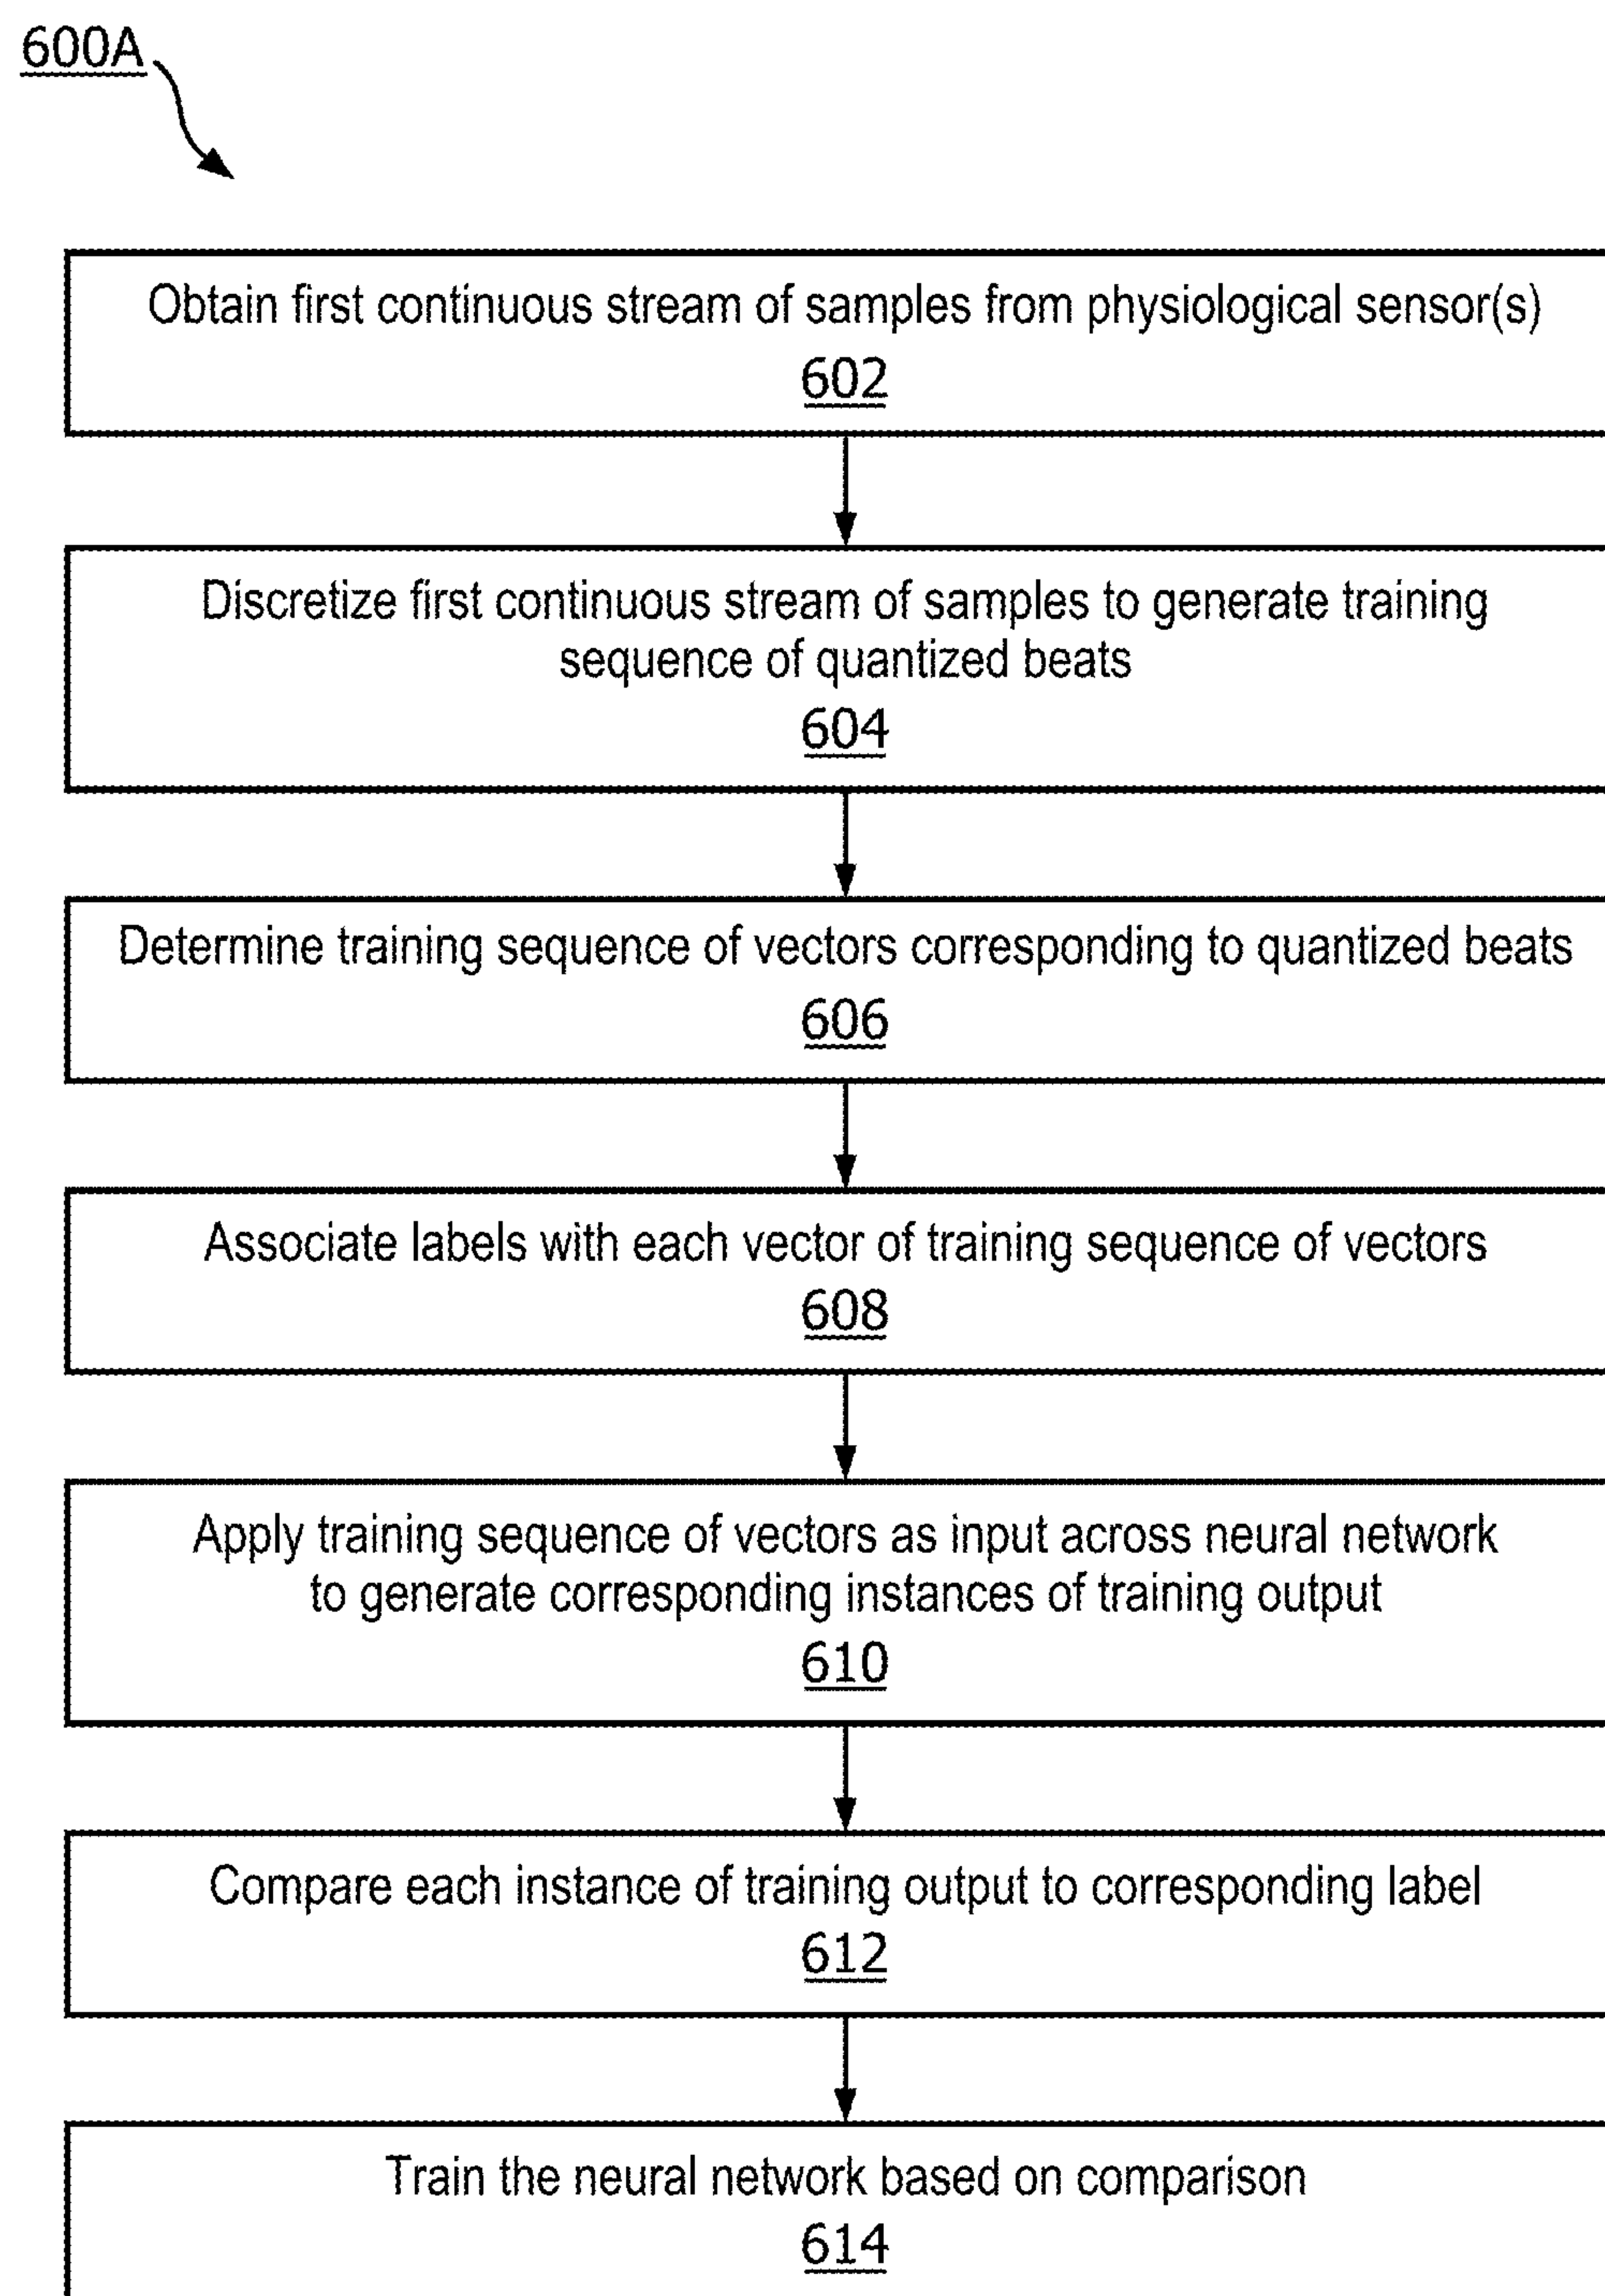 600A
Obtain first continuous stream of samples from physiological sensor(s)
602
Discretize first continuous stream of samples to generate training
sequence of quantized beats
604
Determine training sequence of vectors corresponding to quantized beats
606
Associate labels with each vector of training sequence of vectors
608
Apply training sequence of vectors as input across neural network
to generate corresponding instances of training output
610
Compare each instance of training output to corresponding label
612
Train the neural network based on comparison
614